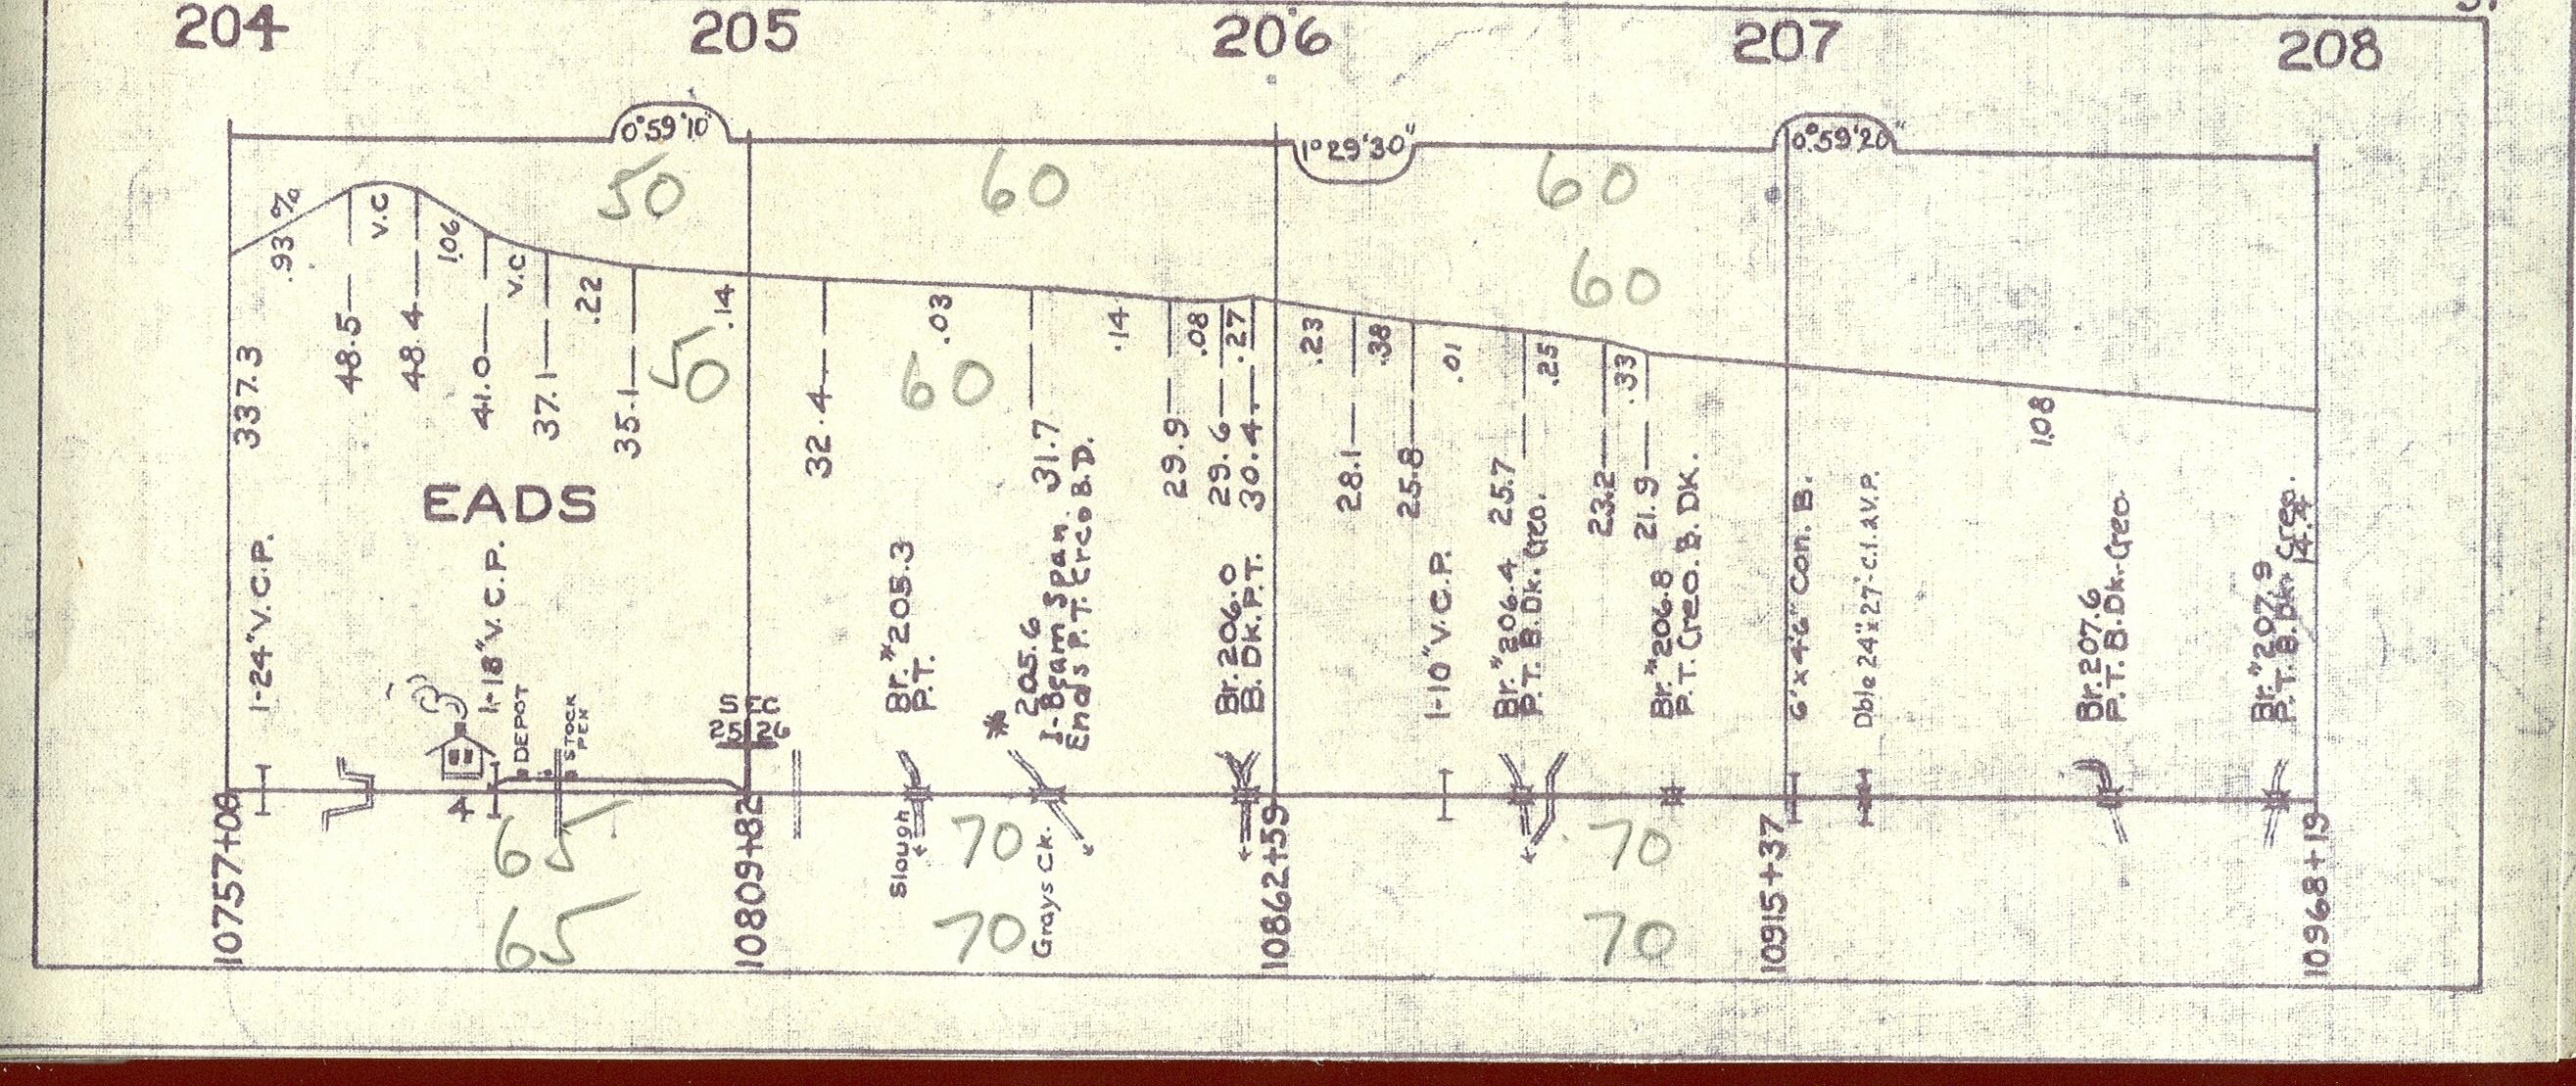 204 205 206 207 208
0°59'10" 1°29'30" 0°59'20"
50 60 60
60
.93 % V.C 1.06 V.C .22 .14 .03 .14 .08 .27 .23 .38 .01 .25 .33 1.08
50 60
337.3 48.5 48.4 41.0 37.1 35.1 32.4 31.7 29.9 29.6 30.4 28.1 25.8 25.7 23.2 21.9 14.4
EADS
1-24"V.C.P.
1-18"V.C.P.
DEPOT
STOCK
PEN
SEC
25 26
Br.#205.3
P.T.
205.6
I-Beam Span.
Ends P.T. Creo B.D.
Br. 206.0
B. Dk. P.T.
1-10"V.C.P.
Br.#206.4
P.T. B. Dk. Creo.
Br.#206.8
P.T. Creo. B. DK.
6'x4'6" Con. B.
Dble 24"x27'-C.I.&V.P.
Br. 207.6
P.T. B. Dk. Creo.
Br.#207.9
P.T. B. Dk. Creo.
Slough
Grays Ck.
65 70 70
65 70 70
10757+08 10809+82 10862+59 10915+37 10968+19